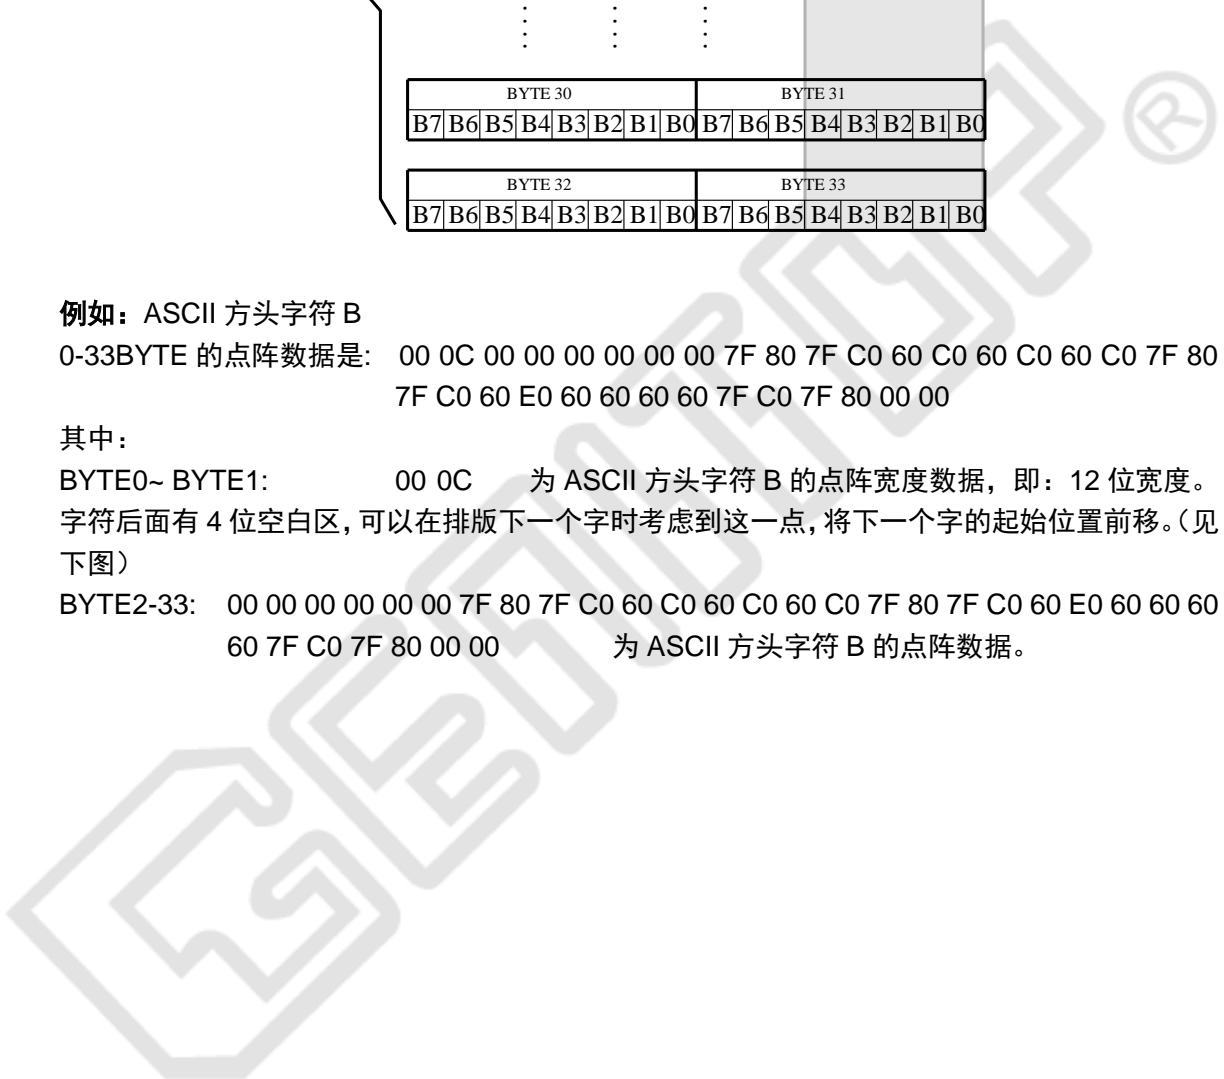 BYTE 30 BYTE 31
B7 B6 B5 B4 B3 B2 B1 B0 B7 B6 B5 B4 B3 B2 B1 B0
BYTE 32 BYTE 33
B7 B6 B5 B4 B3 B2 B1 B0 B7 B6 B5 B4 B3 B2 B1 B0
例如：ASCII 方头字符 B
0-33BYTE 的点阵数据是: 00 0C 00 00 00 00 00 00 7F 80 7F C0 60 C0 60 C0 60 C0 7F 80
7F C0 60 E0 60 60 60 60 7F C0 7F 80 00 00
其中：
BYTE0~ BYTE1: 00 0C 为 ASCII 方头字符 B 的点阵宽度数据，即：12 位宽度。
字符后面有 4 位空白区，可以在排版下一个字时考虑到这一点，将下一个字的起始位置前移。（见
下图）
BYTE2-33: 00 00 00 00 00 00 7F 80 7F C0 60 C0 60 C0 60 C0 7F 80 7F C0 60 E0 60 60 60
60 7F C0 7F 80 00 00 为 ASCII 方头字符 B 的点阵数据。
GENITOP®